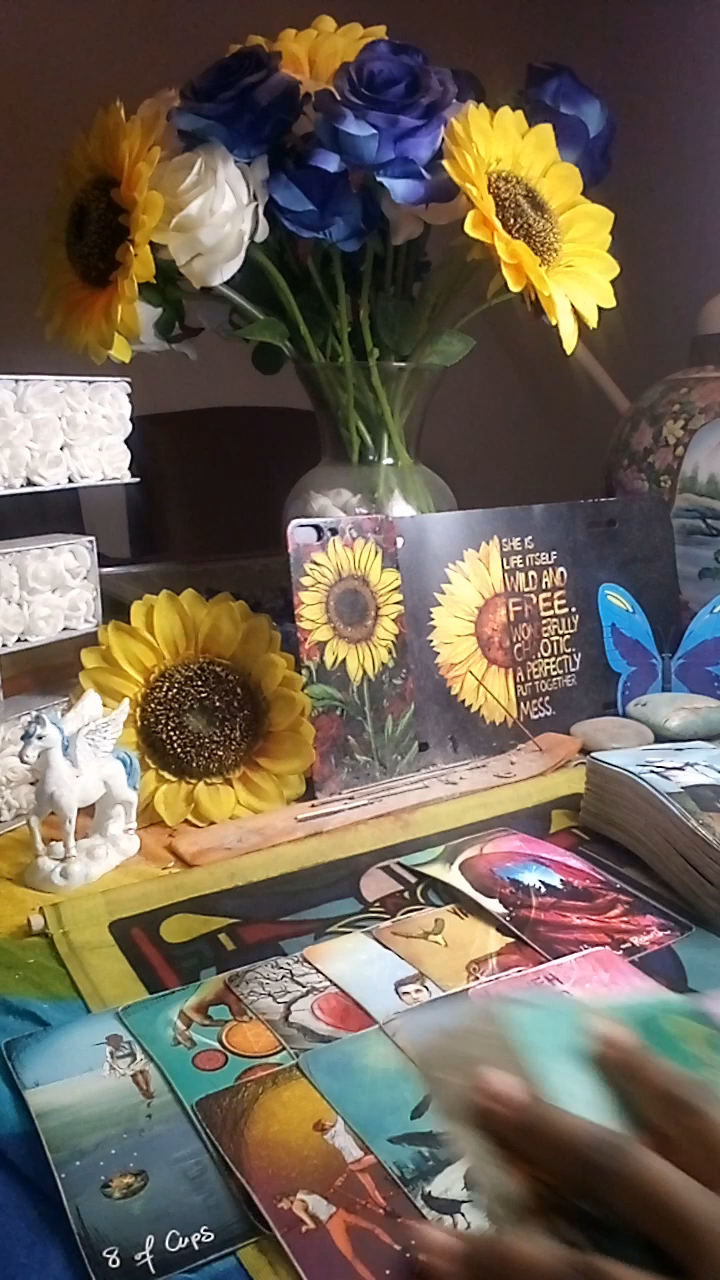 SHE IS
LIFE ITSELF
WILD AND
FREE.
WONDERFULLY
CHAOTIC.
A PERFECTLY
PUT TOGETHER
MESS.
8 of Cups